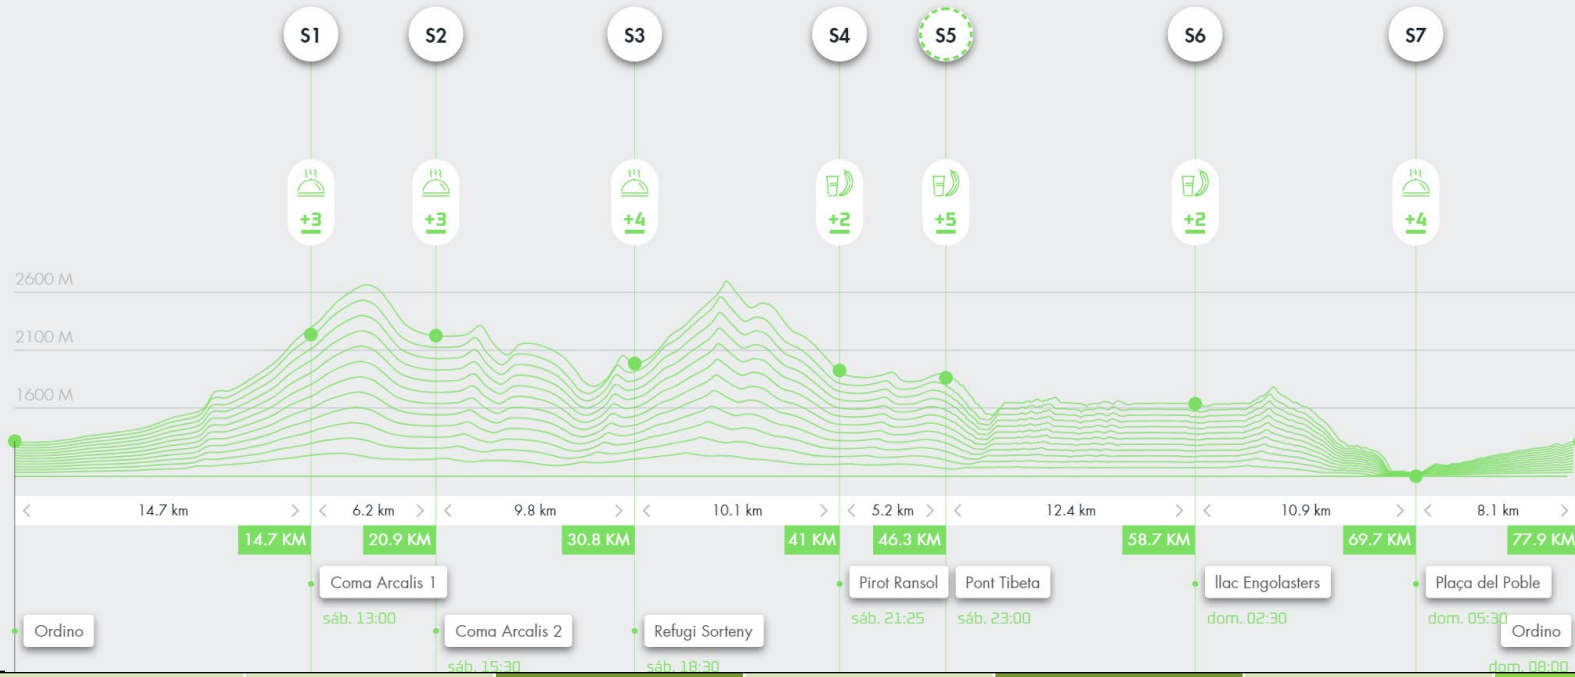 S1 S2 S3 S4 S5 S6 S7
+3 +3 +4 +2 +5 +2 +4
2600 M
2100 M
1600 M
14.7 km 6.2 km 9.8 km 10.1 km 5.2 km 12.4 km 10.9 km 8.1 km
14.7 KM 20.9 KM 30.8 KM 41 KM 46.3 KM 58.7 KM 69.7 KM 77.9 KM
Coma Arcalis 1 Pirot Ransol Pont Tibeta llac Engolasters Plaça del Poble
sáb. 13:00 sáb. 21:25 sáb. 23:00 dom. 02:30 dom. 05:30
Ordino Coma Arcalis 2 Refugi Sorteny Ordino
sáb. 15:30 sáb. 18:30 dom. 08:00